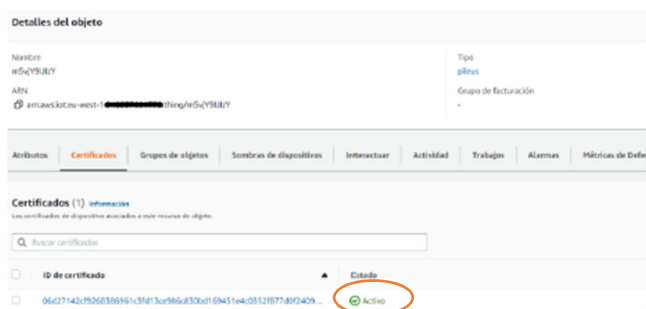 Detalles del objeto
Nombre
Tipo
pileus
ARN
Grupo de facturación
-
Atributos
Certificados
Grupos de objetos
Sombras de dispositivos
Interactuar
Actividad
Trabajos
Alarmas
Métricas de Defe
Certificados (1) Información
Los certificados de dispositivo asociados a este recurso de objeto.
Buscar certificados
ID de certificado
Estado
Activo